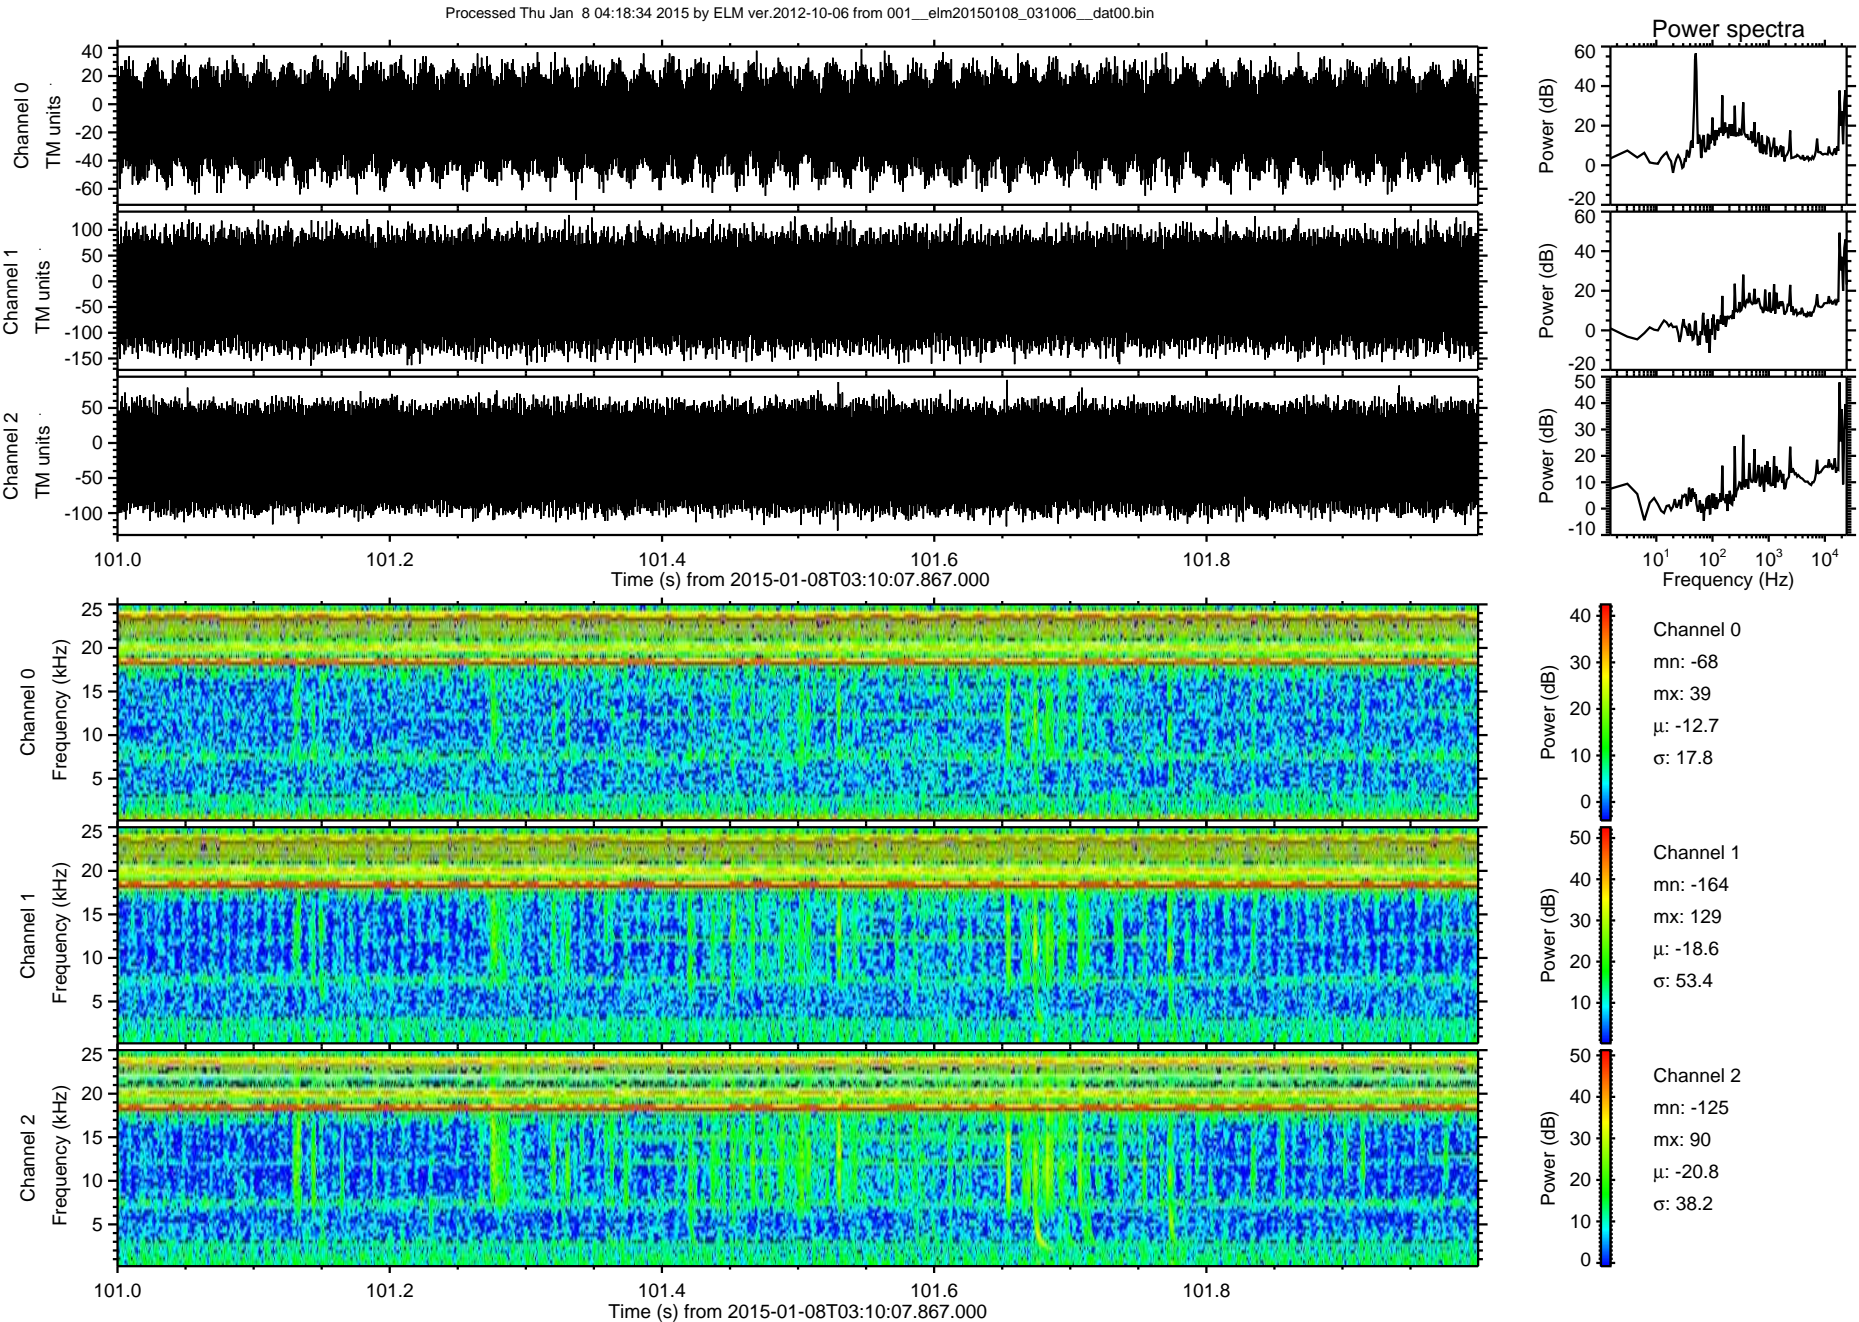 Processed Thu Jan  8 04:18:34 2015 by ELM ver.2012-10-06 from 001__elm20150108_031006__dat00.bin
Power spectra
Channel 0
TM units
40
20
0
-20
-40
-60
Power (dB)
60
40
20
0
-20
Channel 1
TM units
100
50
0
-50
-100
-150
Power (dB)
60
40
20
0
-20
Channel 2
TM units
50
0
-50
-100
Power (dB)
50
40
30
20
10
0
-10
101.0 101.2 101.4 101.6 101.8
Time (s) from 2015-01-08T03:10:07.867.000
10¹ 10² 10³ 10⁴
Frequency (Hz)
Channel 0
Frequency (kHz)
25
20
15
10
5
Power (dB)
40
30
20
10
0
Channel 0
mn: -68
mx: 39
μ: -12.7
σ: 17.8
Channel 1
Frequency (kHz)
25
20
15
10
5
Power (dB)
50
40
30
20
10
Channel 1
mn: -164
mx: 129
μ: -18.6
σ: 53.4
Channel 2
Frequency (kHz)
25
20
15
10
5
Power (dB)
50
40
30
20
10
0
Channel 2
mn: -125
mx: 90
μ: -20.8
σ: 38.2
101.0 101.2 101.4 101.6 101.8
Time (s) from 2015-01-08T03:10:07.867.000